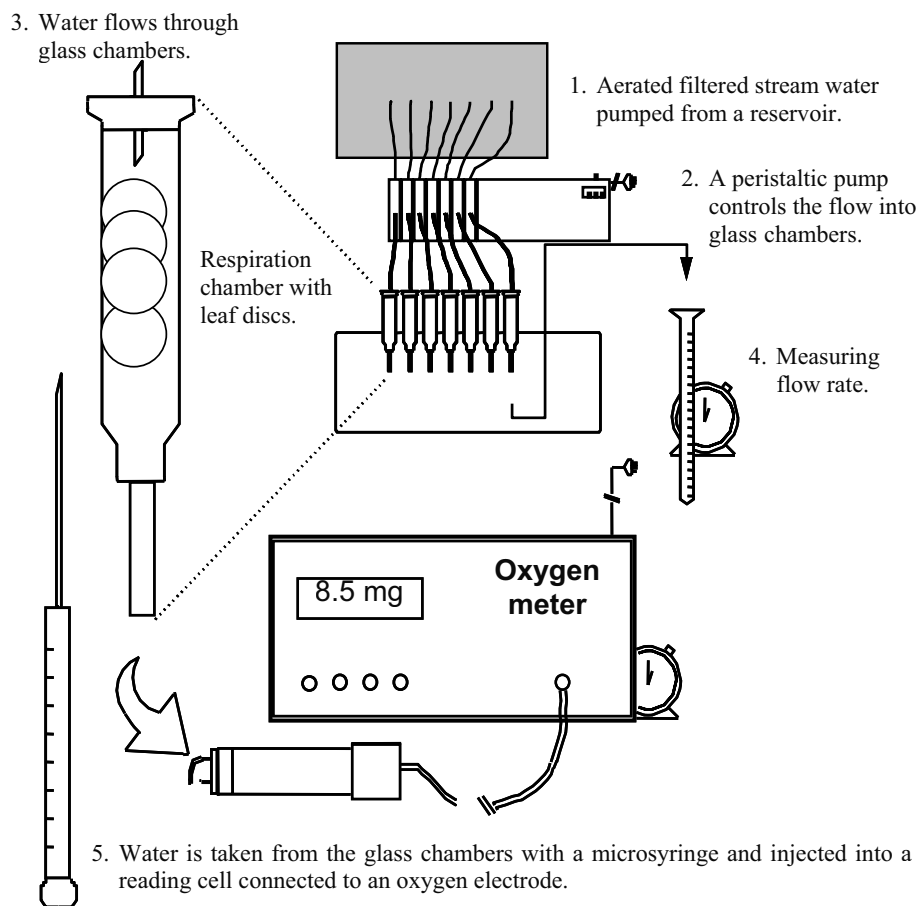 3. Water flows through
glass chambers.
1. Aerated filtered stream water
pumped from a reservoir.
2. A peristaltic pump
controls the flow into
glass chambers.
Respiration
chamber with
leaf discs.
4. Measuring
flow rate.
Oxygen
meter
8.5 mg
5. Water is taken from the glass chambers with a microsyringe and injected into a
reading cell connected to an oxygen electrode.